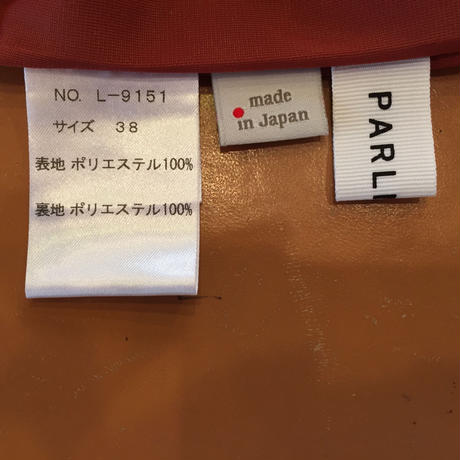 NO. L-9151
サイズ 38
表地 ポリエステル100%
裏地 ポリエステル100%
made
in Japan